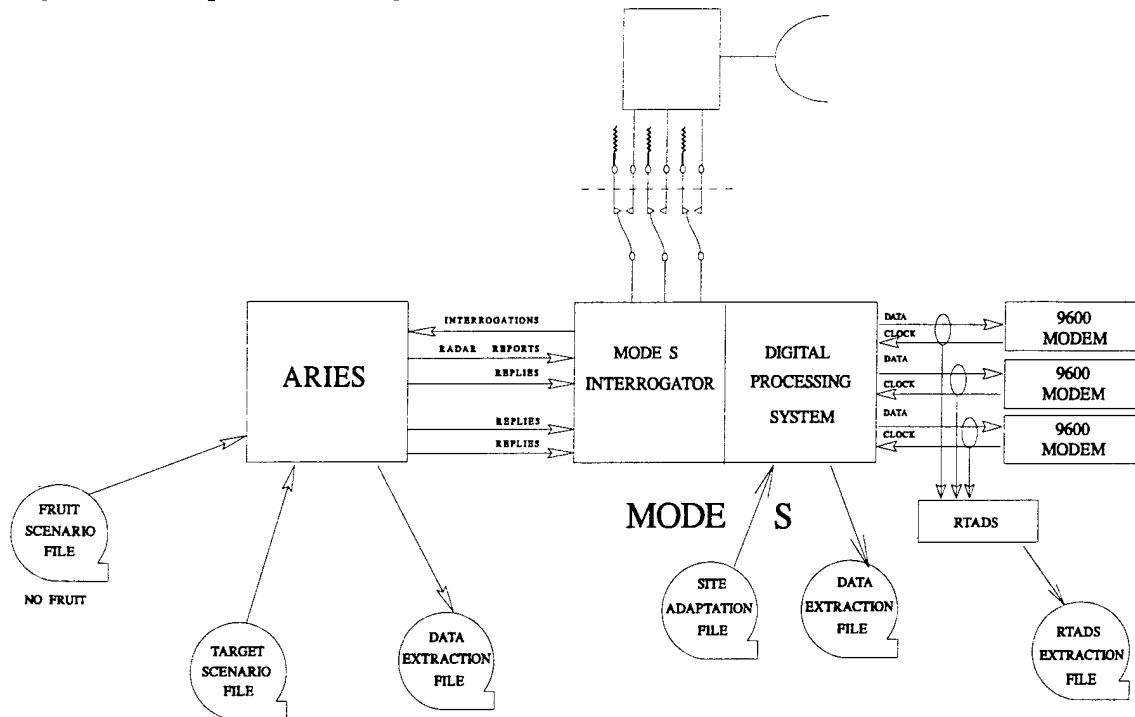 INTERROGATIONS
RADAR REPORTS
REPLIES
REPLIES
REPLIES
ARIES
MODE S
INTERROGATOR
DIGITAL
PROCESSING
SYSTEM
DATA
CLOCK
DATA
CLOCK
DATA
CLOCK
9600
MODEM
9600
MODEM
9600
MODEM
MODE S
RTADS
FRUIT
SCENARIO
FILE
NO FRUIT
TARGET
SCENARIO
FILE
DATA
EXTRACTION
FILE
SITE
ADAPTATION
FILE
DATA
EXTRACTION
FILE
RTADS
EXTRACTION
FILE